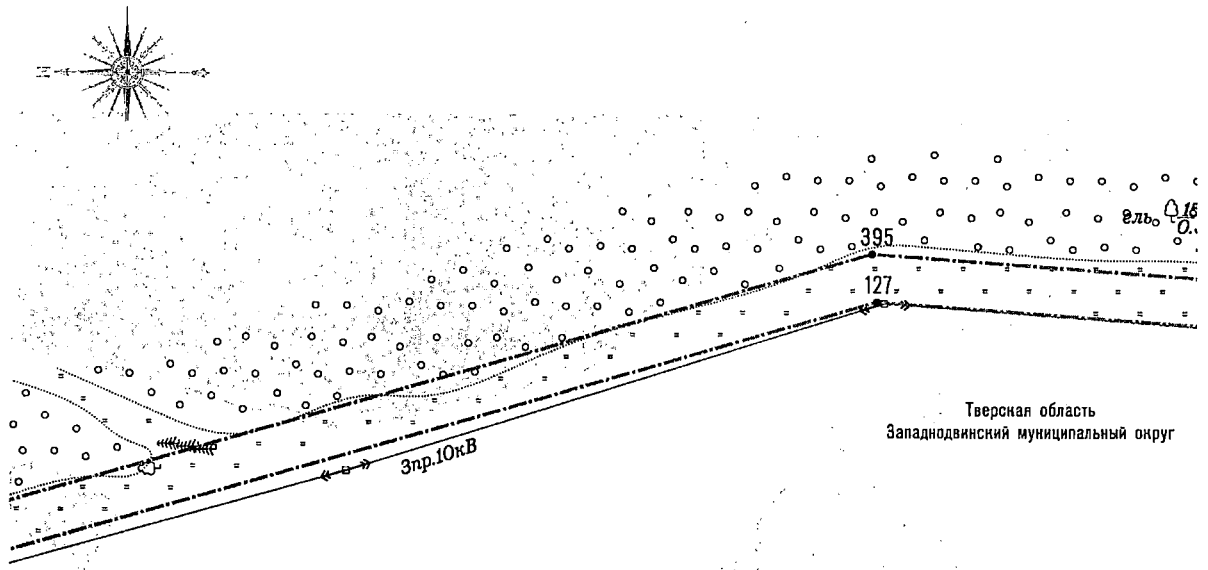 395
ель
127
Тверская область
Западнодвинский муниципальный округ
3пр.10кВ